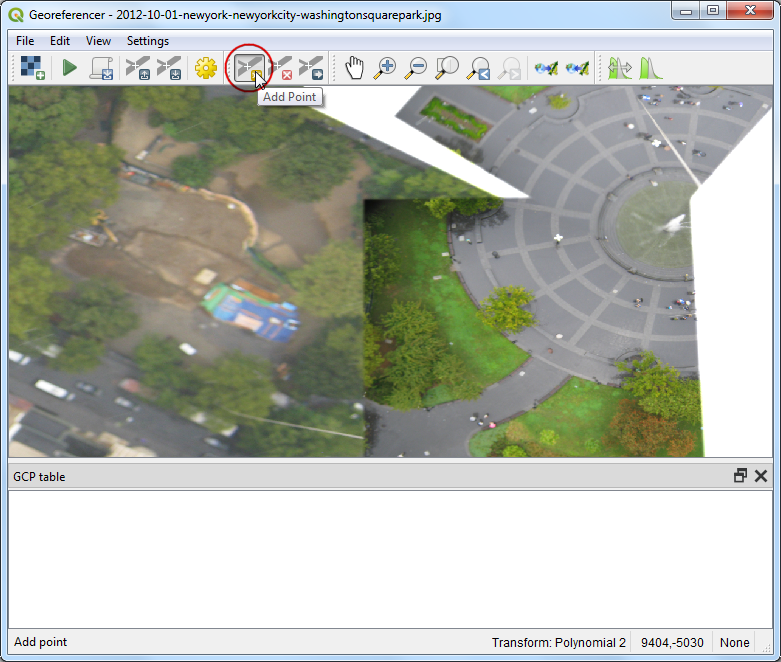 Georeferencer - 2012-10-01-newyork-newyorkcity-washingtonsquarepark.jpg
File Edit View Settings
Add Point
GCP table
Add point Transform: Polynomial 2 9404,-5030 None